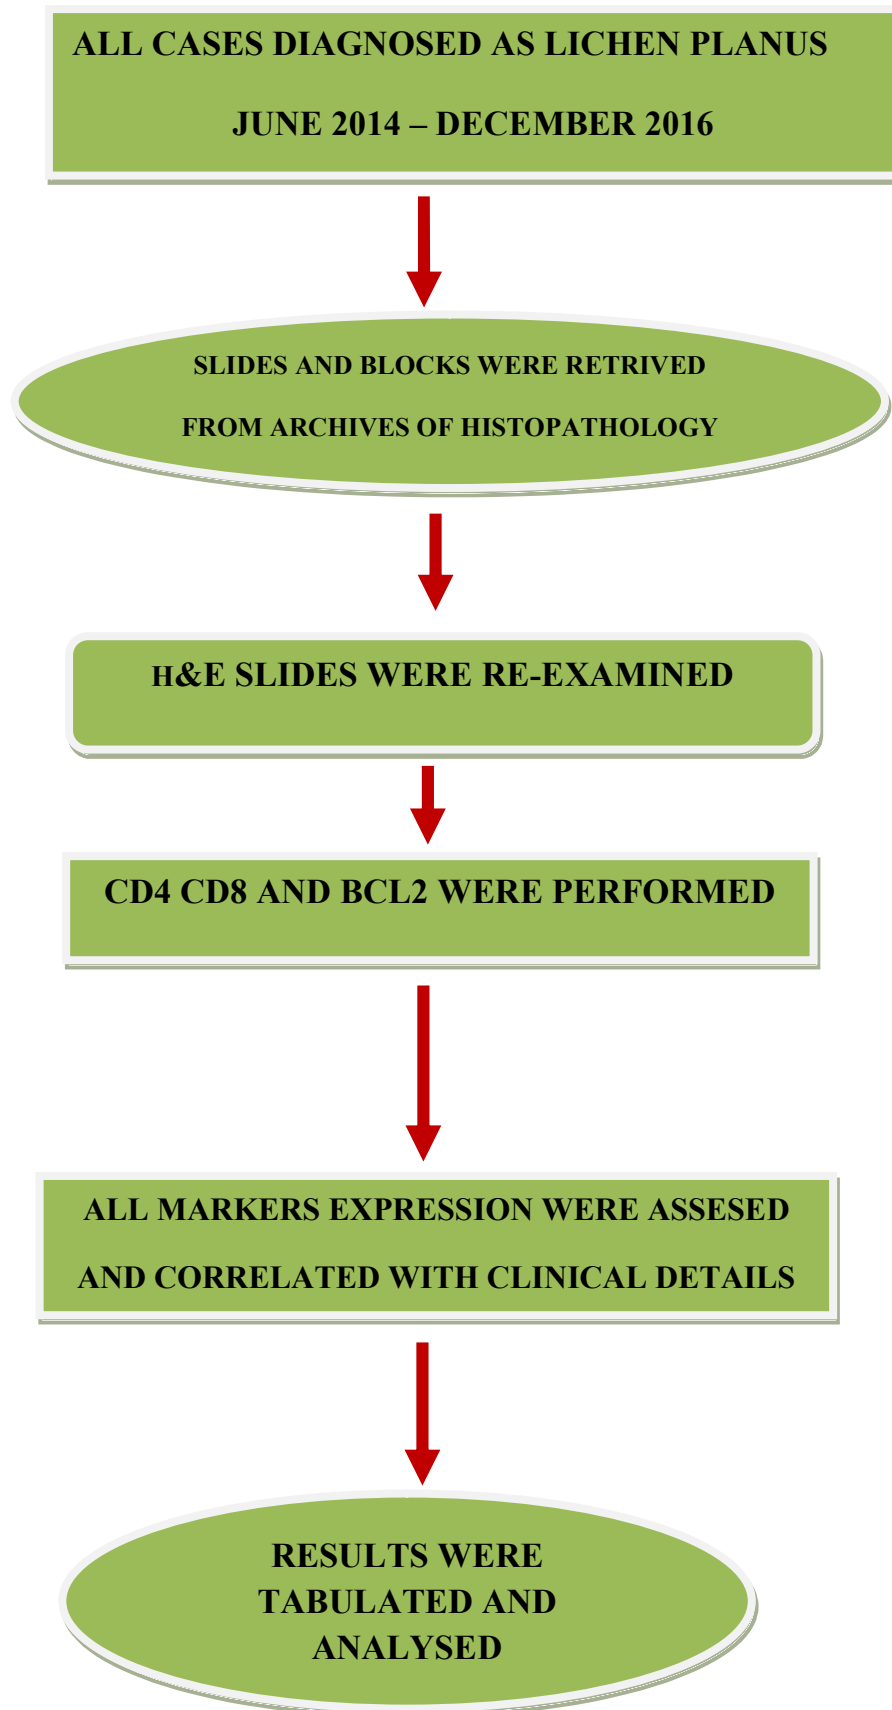 ALL CASES DIAGNOSED AS LICHEN PLANUS
JUNE 2014 – DECEMBER 2016
SLIDES AND BLOCKS WERE RETRIVED
FROM ARCHIVES OF HISTOPATHOLOGY
H&E SLIDES WERE RE-EXAMINED
CD4 CD8 AND BCL2 WERE PERFORMED
ALL MARKERS EXPRESSION WERE ASSESED
AND CORRELATED WITH CLINICAL DETAILS
RESULTS WERE
TABULATED AND
ANALYSED